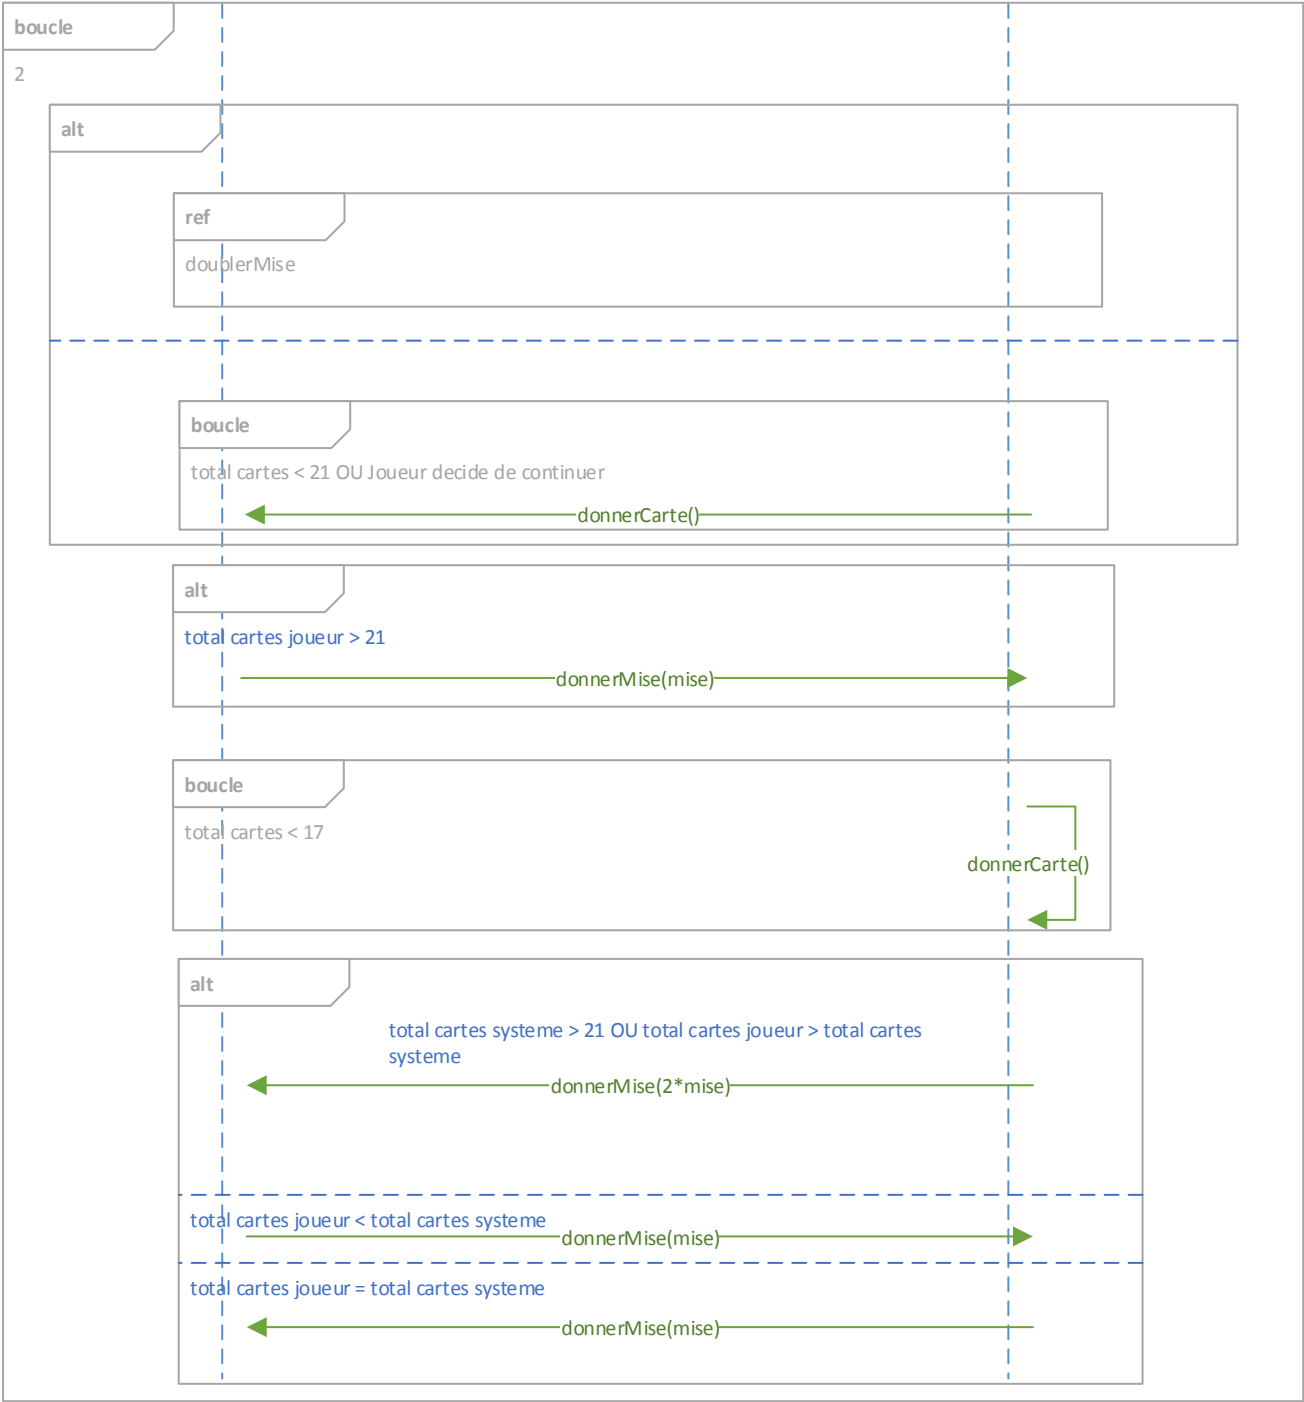 boucle
2
alt
ref
doublerMise
boucle
total cartes < 21 OU Joueur decide de continuer
donnerCarte()
alt
total cartes joueur > 21
donnerMise(mise)
boucle
total cartes < 17
donnerCarte()
alt
total cartes systeme > 21 OU total cartes joueur > total cartes
systeme
donnerMise(2*mise)
total cartes joueur < total cartes systeme
donnerMise(mise)
total cartes joueur = total cartes systeme
donnerMise(mise)